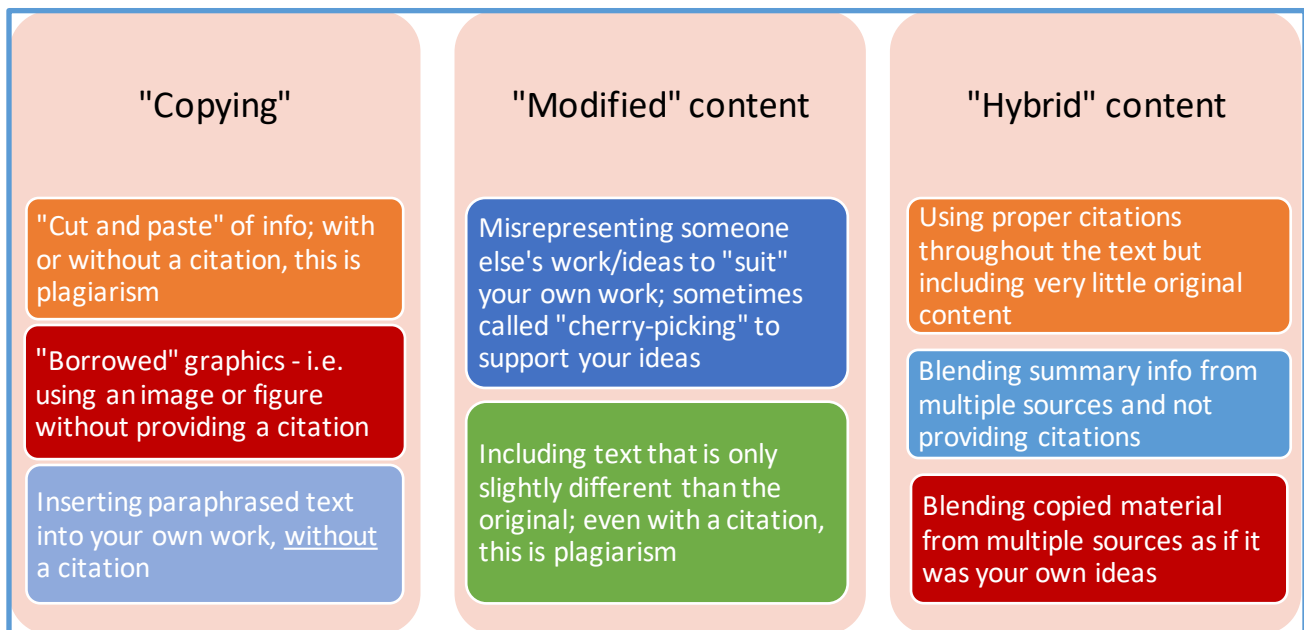 "Copying"
"Cut and paste" of info; with
or without a citation, this is
plagiarism
"Borrowed" graphics - i.e.
using an image or figure
without providing a citation
Inserting paraphrased text
into your own work, without
a citation
"Modified" content
Misrepresenting someone
else's work/ideas to "suit"
your own work; sometimes
called "cherry-picking" to
support your ideas
Including text that is only
slightly different than the
original; even with a citation,
this is plagiarism
"Hybrid" content
Using proper citations
throughout the text but
including very little original
content
Blending summary info from
multiple sources and not
providing citations
Blending copied material
from multiple sources as if it
was your own ideas